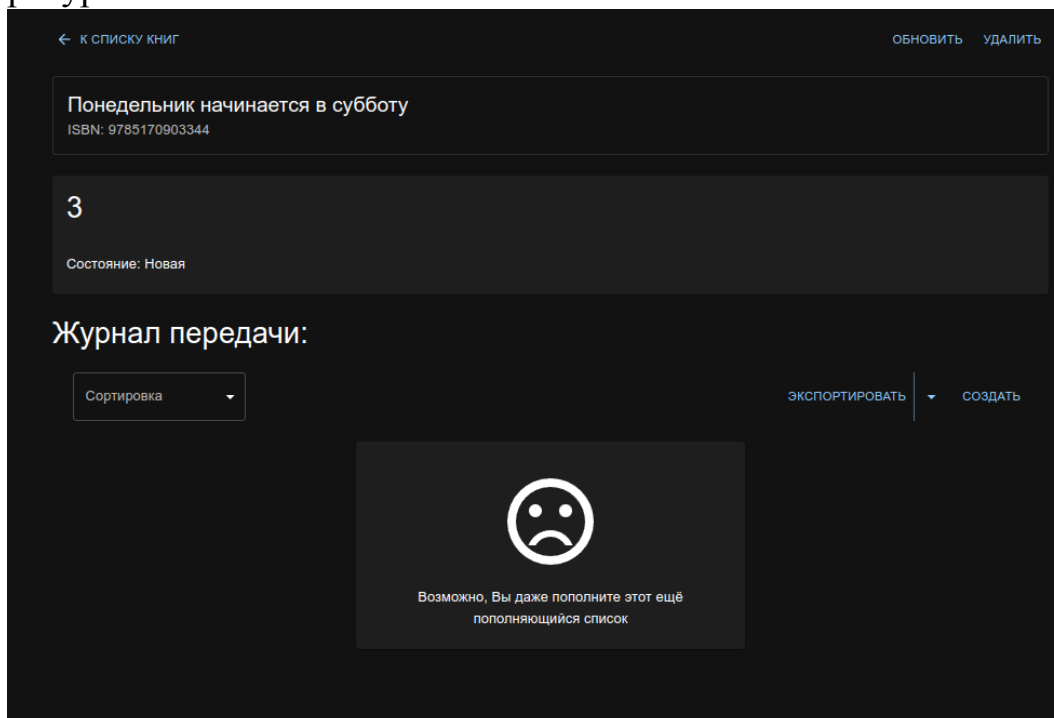 К СПИСКУ КНИГ
ОБНОВИТЬ УДАЛИТЬ
Понедельник начинается в субботу
ISBN: 9785170903344
3
Состояние: Новая
Журнал передачи:
Сортировка
ЭКСПОРТИРОВАТЬ СОЗДАТЬ
Возможно, Вы даже пополните этот ещё
пополняющийся список